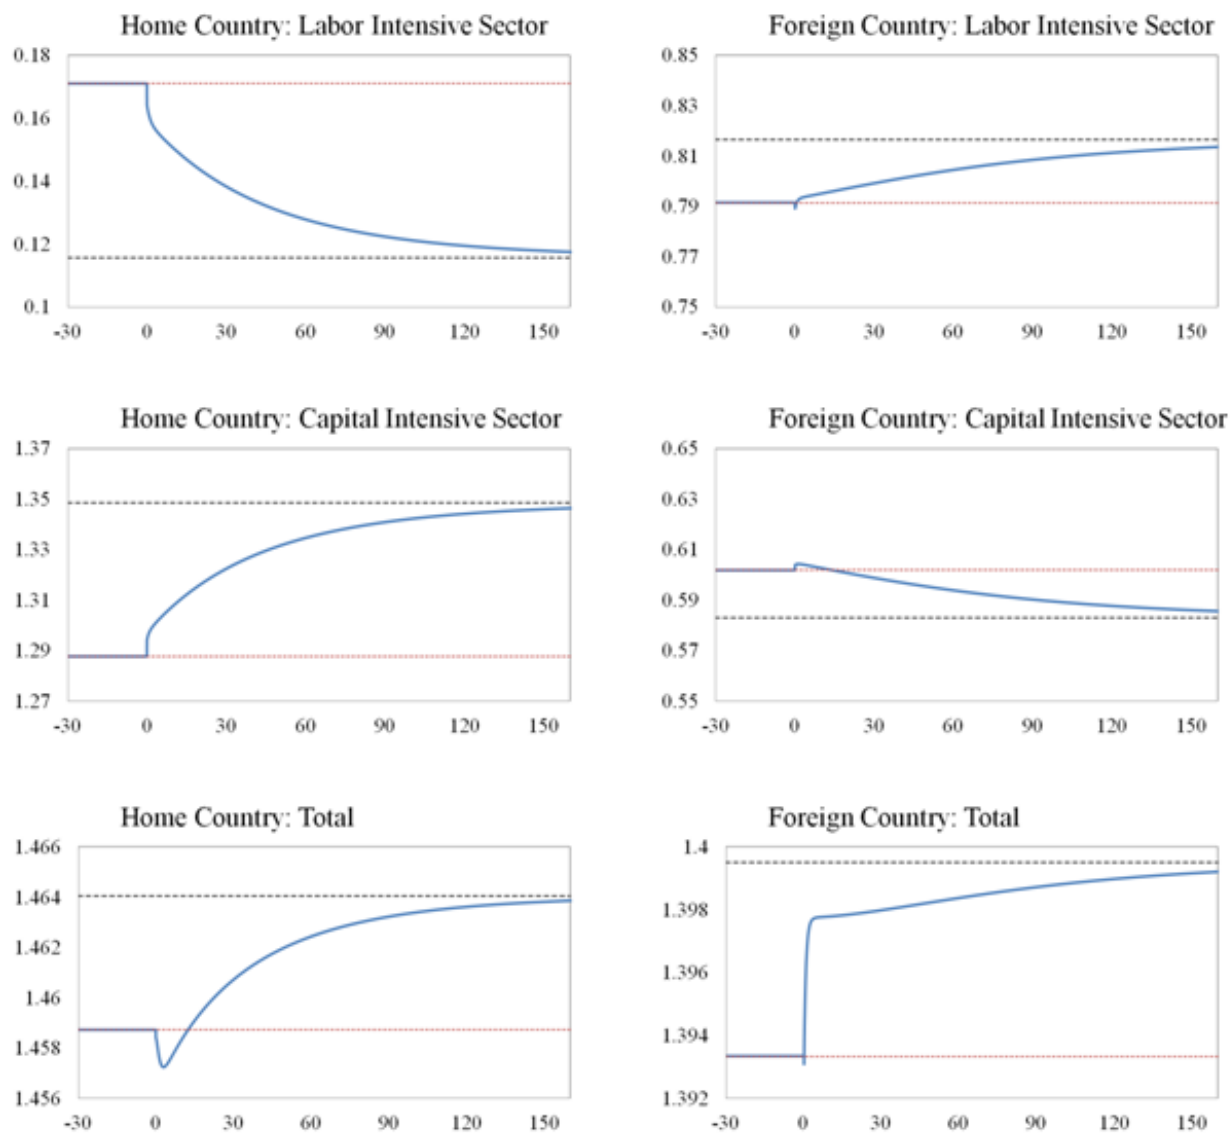 Home Country: Labor Intensive Sector
0.18
0.16
0.14
0.12
0.1
-30 0 30 60 90 120 150
Foreign Country: Labor Intensive Sector
0.85
0.83
0.81
0.79
0.77
0.75
-30 0 30 60 90 120 150
Home Country: Capital Intensive Sector
1.37
1.35
1.33
1.31
1.29
1.27
-30 0 30 60 90 120 150
Foreign Country: Capital Intensive Sector
0.65
0.63
0.61
0.59
0.57
0.55
-30 0 30 60 90 120 150
Home Country: Total
1.466
1.464
1.462
1.46
1.458
1.456
-30 0 30 60 90 120 150
Foreign Country: Total
1.4
1.398
1.396
1.394
1.392
-30 0 30 60 90 120 150